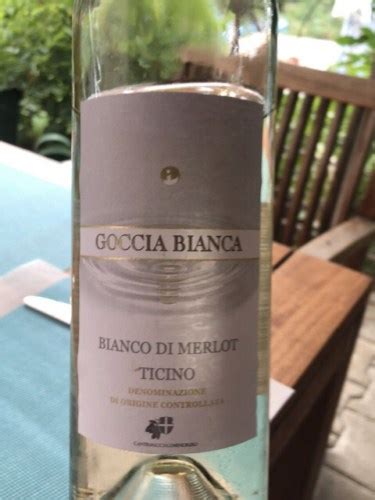 GOCCIA BIANCA
BIANCO DI MERLOT
TICINO
DENOMINAZIONE
DI ORIGINE CONTROLLATA